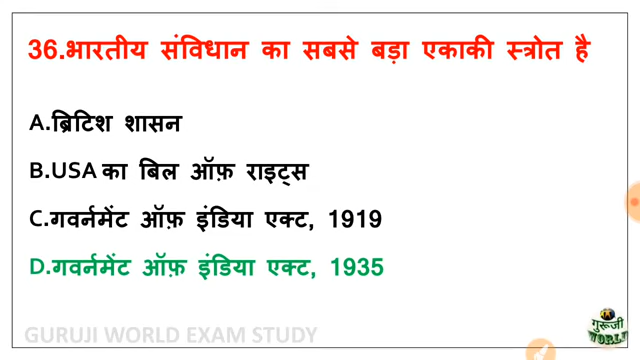 36.भारतीय संविधान का सबसे बड़ा एकाकी स्त्रोत है
A.ब्रिटिश शासन
B.USA का बिल ऑफ़ राइट्स
C.गवर्नमेंट ऑफ़ इंडिया एक्ट, 1919
D.गवर्नमेंट ऑफ़ इंडिया एक्ट, 1935
GURUJI WORLD EXAM STUDY
गुरूजी
WORLD